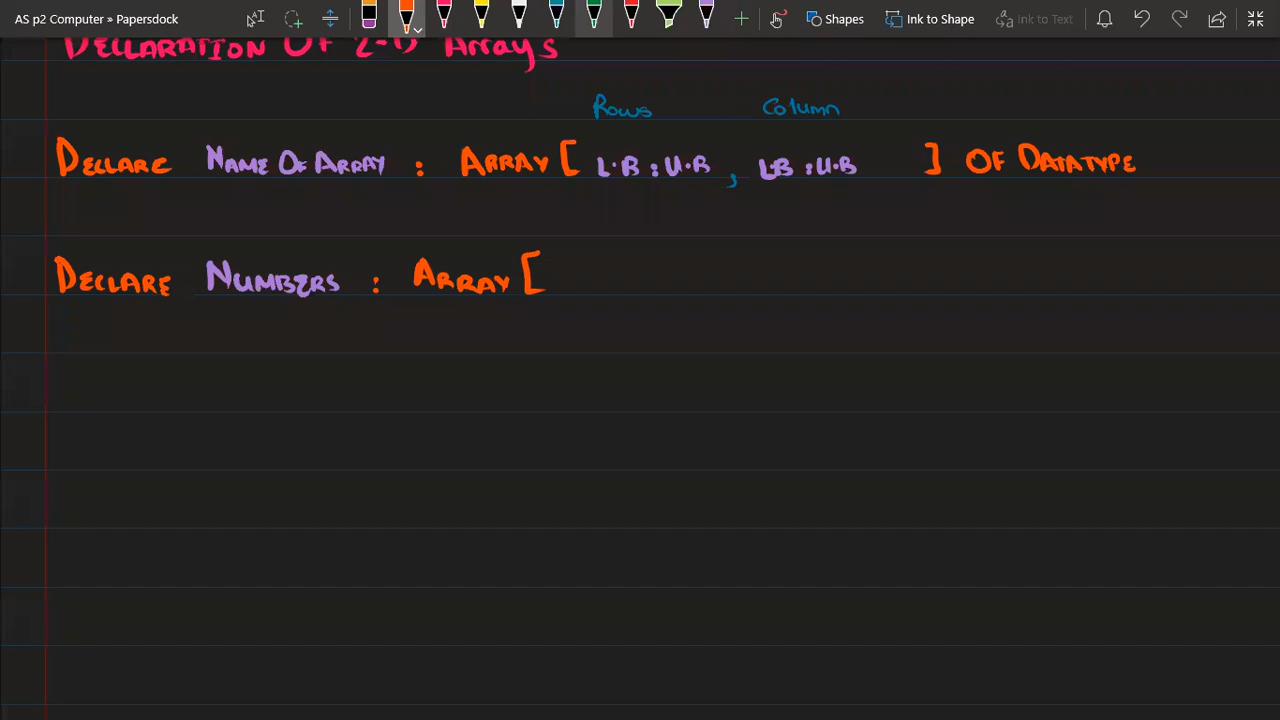 AS p2 Computer » Papersdock
Shapes
Ink to Shape
Ink to Math
DECLARATION OF 2-D Arrays
Rows Column
DECLARE NAME OF ARRAY : ARRAY [ L.B : U.B , L.B : U.B ] OF DATATYPE
DECLARE NUMBERS : ARRAY [